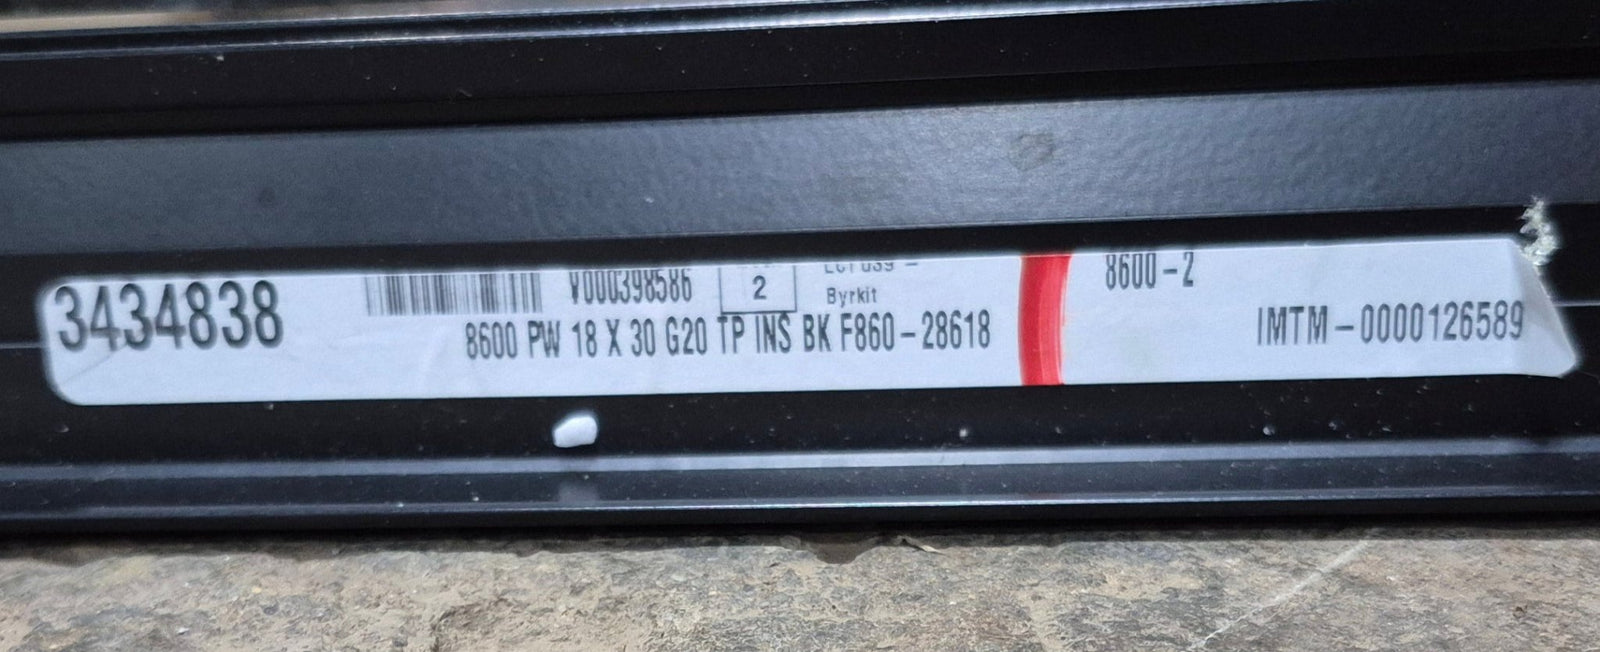 3434838
V000398586
2
Byrkit
8600-2
8600 PW 18 X 30 G20 TP INS BK F860-28618
IMTM-0000126589